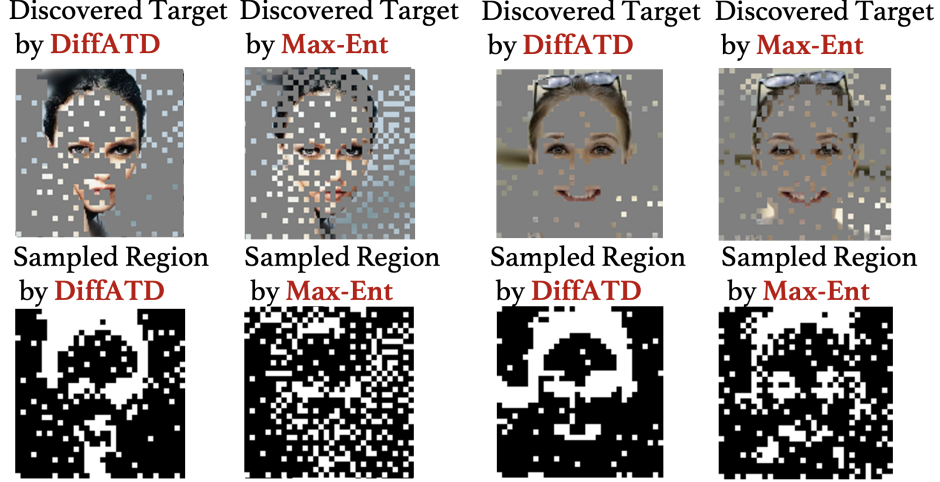 Discovered Target
by DiffATD
Discovered Target
by Max-Ent
Discovered Target
by DiffATD
Discovered Target
by Max-Ent
Sampled Region
by DiffATD
Sampled Region
by Max-Ent
Sampled Region
by DiffATD
Sampled Region
by Max-Ent